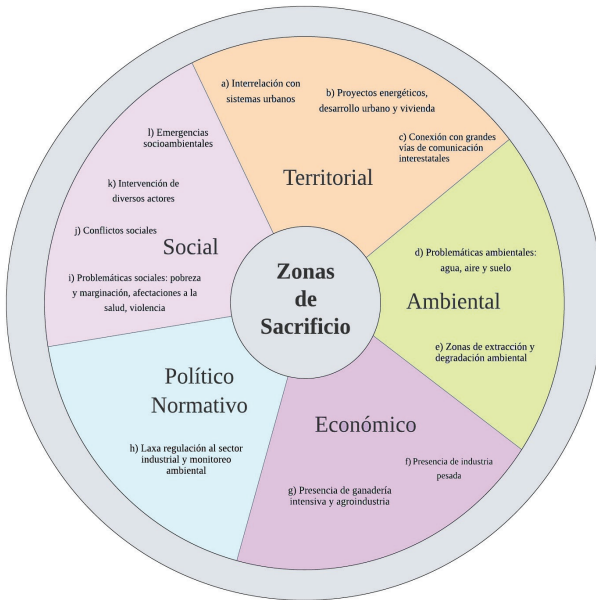 Zonas
de
Sacrificio
Territorial
a) Interrelación con
sistemas urbanos
b) Proyectos energéticos,
desarrollo urbano y vivienda
c) Conexión con grandes
vías de comunicación
interestatales
Ambiental
d) Problemáticas ambientales:
agua, aire y suelo
e) Zonas de extracción y
degradación ambiental
Económico
f) Presencia de industria
pesada
g) Presencia de ganadería
intensiva y agroindustria
Político
Normativo
h) Laxa regulación al sector
industrial y monitoreo
ambiental
Social
i) Problemáticas sociales: pobreza
y marginación, afectaciones a la
salud, violencia
j) Conflictos sociales
k) Intervención de
diversos actores
l) Emergencias
socioambientales